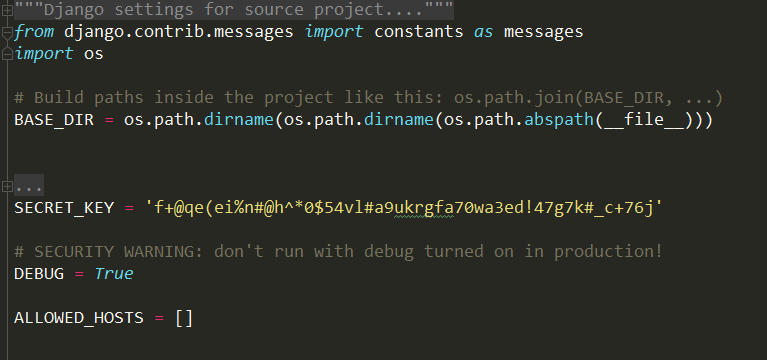 """Django settings for source project...."""
from django.contrib.messages import constants as messages
import os
# Build paths inside the project like this: os.path.join(BASE_DIR, ...)
BASE_DIR = os.path.dirname(os.path.dirname(os.path.abspath(__file__)))
...
SECRET_KEY = 'f+@qe(ei%n#@h^*0$54vl#a9ukrgfa70wa3ed!47g7k#_c+76j'
# SECURITY WARNING: don't run with debug turned on in production!
DEBUG = True
ALLOWED_HOSTS = []